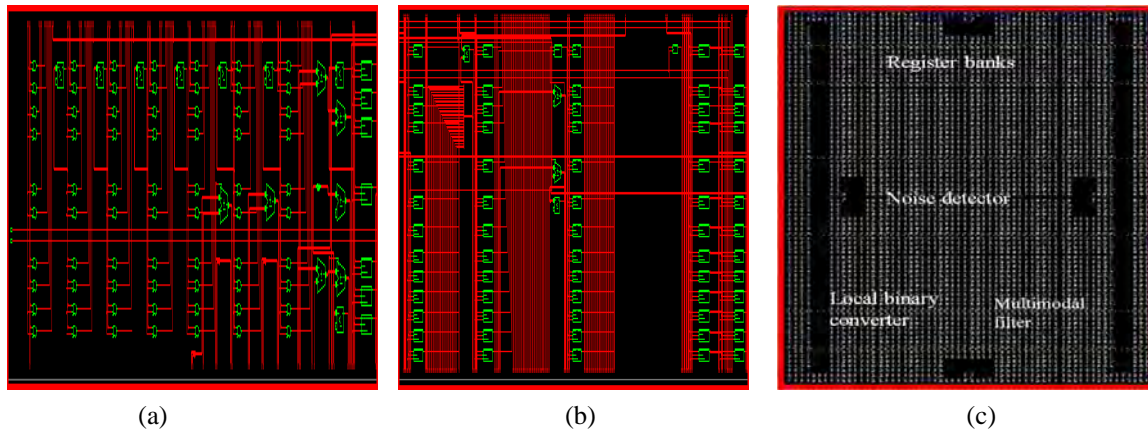 Register banks
Noise detector
Local binary
converter
Multimodal
filter
(a)
(b)
(c)